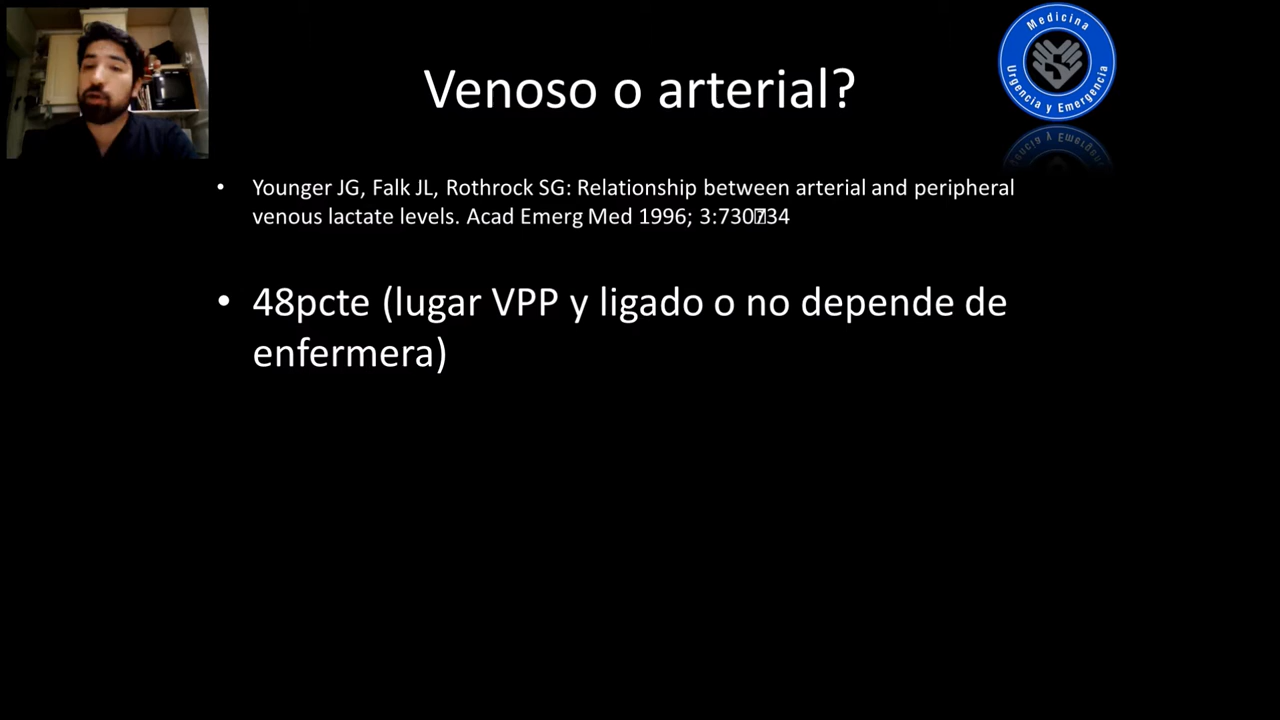 Medicina
Urgencia y Emergencia
Venoso o arterial?
• Younger JG, Falk JL, Rothrock SG: Relationship between arterial and peripheral
venous lactate levels. Acad Emerg Med 1996; 3:730734
• 48pcte (lugar VPP y ligado o no depende de
enfermera)